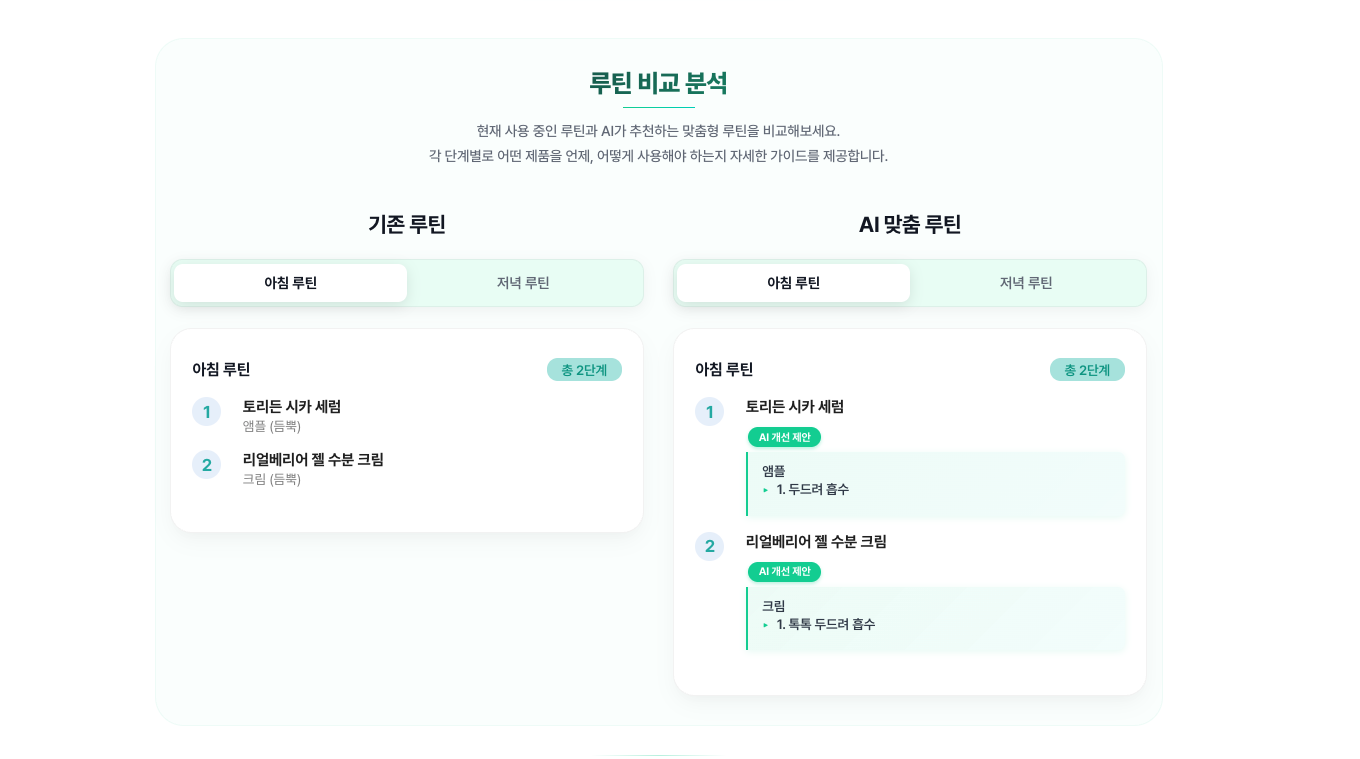 루틴 비교 분석
현재 사용 중인 루틴과 AI가 추천하는 맞춤형 루틴을 비교해보세요.
각 단계별로 어떤 제품을 언제, 어떻게 사용해야 하는지 자세한 가이드를 제공합니다.
기존 루틴
아침 루틴
저녁 루틴
아침 루틴
총 2단계
1
토리든 시카 세럼
앰플 (듬뿍)
2
리얼베리어 젤 수분 크림
크림 (듬뿍)
AI 맞춤 루틴
아침 루틴
저녁 루틴
아침 루틴
총 2단계
1
토리든 시카 세럼
AI 개선 제안
앰플
▸ 1. 두드려 흡수
2
리얼베리어 젤 수분 크림
AI 개선 제안
크림
▸ 1. 톡톡 두드려 흡수